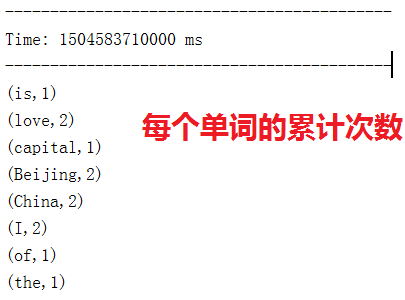 -------------------------------------------
Time: 1504583710000 ms
-------------------------------------------
(is,1)
(love,2)
每个单词的累计次数
(capital,1)
(Beijing,2)
(China,2)
(I,2)
(of,1)
(the,1)